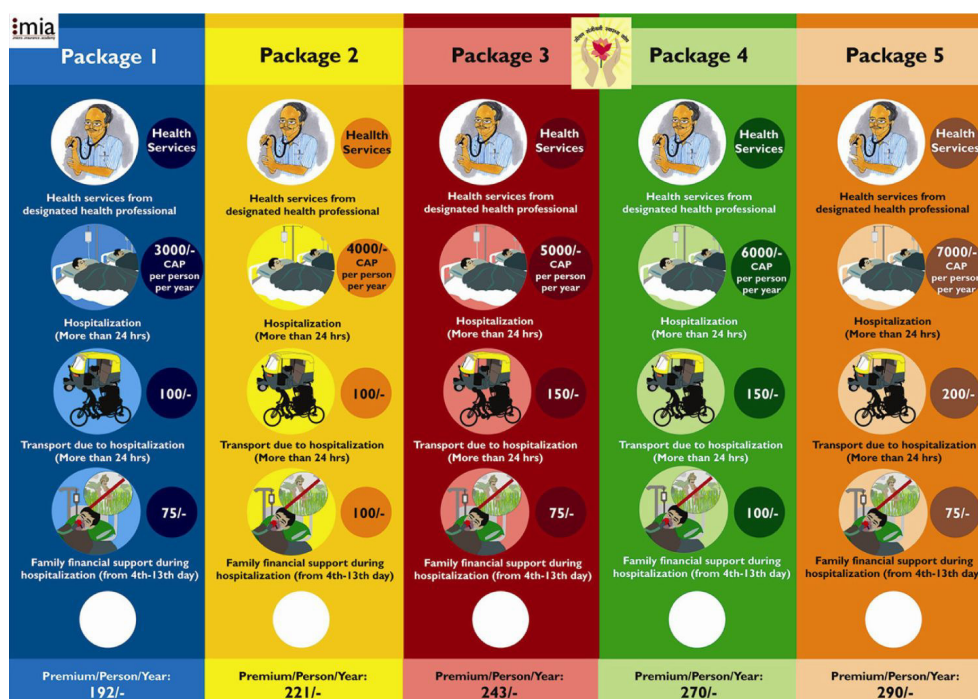 mia
Package 1
Health
Services
Health services from
designated health professional
3000/-
CAP
per person
per year
Hospitalization
(More than 24 hrs)
100/-
Transport due to hospitalization
(More than 24 hrs)
75/-
Family financial support during
hospitalization (from 4th-13th day)
Premium/Person/Year:
192/-
Package 2
Heallth
Services
Health services from
designated health professional
4000/-
CAP
per person
per year
Hospitalization
(More than 24 hrs)
100/-
Transport due to hospitalization
(More than 24 hrs)
100/-
Family financial support during
hospitalization (from 4th-13th day)
Premium/Person/Year:
221/-
Package 3
Health
Services
Health services from
designated health professional
5000/-
CAP
per person
per year
Hospitalization
(More than 24 hrs)
150/-
Transport due to hospitalization
(More than 24 hrs)
75/-
Family financial support during
hospitalization (from 4th-13th day)
Premium/Person/Year:
243/-
Package 4
Health
Services
Health services from
designated health professional
6000/-
CAP
per person
per year
Hospitalization
(More than 24 hrs)
150/-
Transport due to hospitalization
(More than 24 hrs)
100/-
Family financial support during
hospitalization (from 4th-13th day)
Premium/Person/Year:
270/-
Package 5
Health
Services
Health services from
designated health professional
7000/-
CAP
per person
per year
Hospitalization
(More than 24 hrs)
200/-
Transport due to hospitalization
(More than 24 hrs)
75/-
Family financial support during
hospitalization (from 4th-13th day)
Premium/Person/Year:
290/-